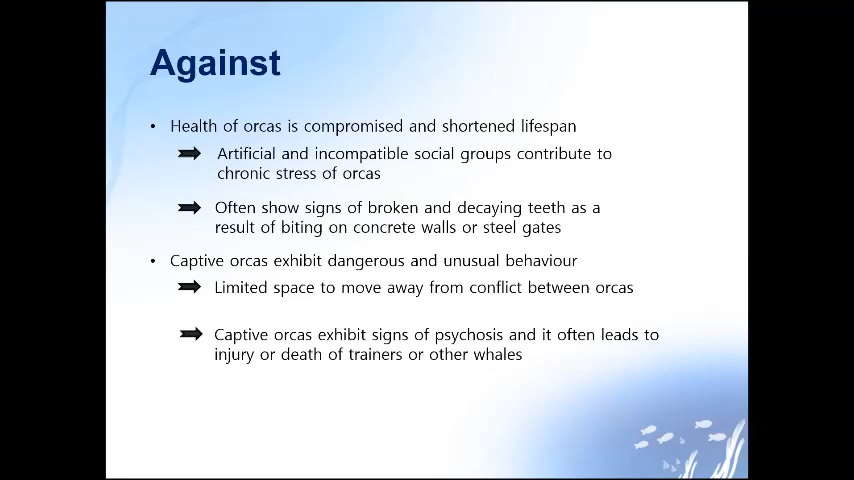 Against
• Health of orcas is compromised and shortened lifespan
Artificial and incompatible social groups contribute to
chronic stress of orcas
Often show signs of broken and decaying teeth as a
result of biting on concrete walls or steel gates
• Captive orcas exhibit dangerous and unusual behaviour
Limited space to move away from conflict between orcas
Captive orcas exhibit signs of psychosis and it often leads to
injury or death of trainers or other whales